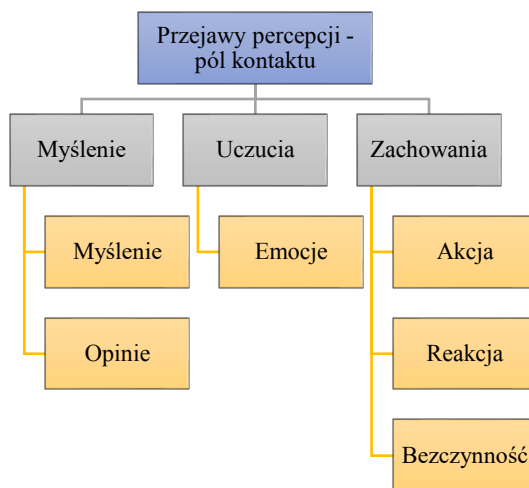 Przejawy percepcji -
pól kontaktu
Myślenie
Uczucia
Zachowania
Myślenie
Emocje
Akcja
Opinie
Reakcja
Bezczynność